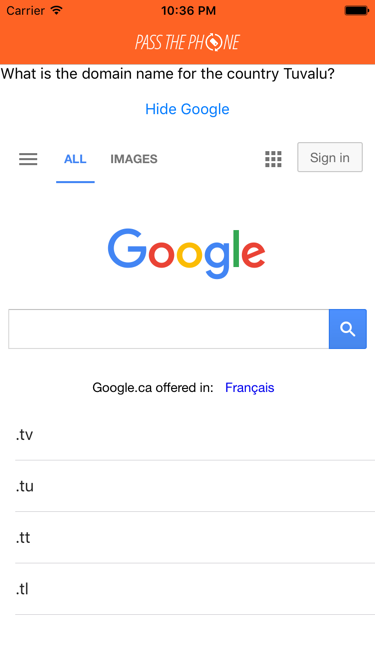 Carrier 10:36 PM
PASS THE PHONE
What is the domain name for the country Tuvalu?
Hide Google
ALL IMAGES Sign in
Google
Google.ca offered in: Français
.tv
.tu
.tt
.tl